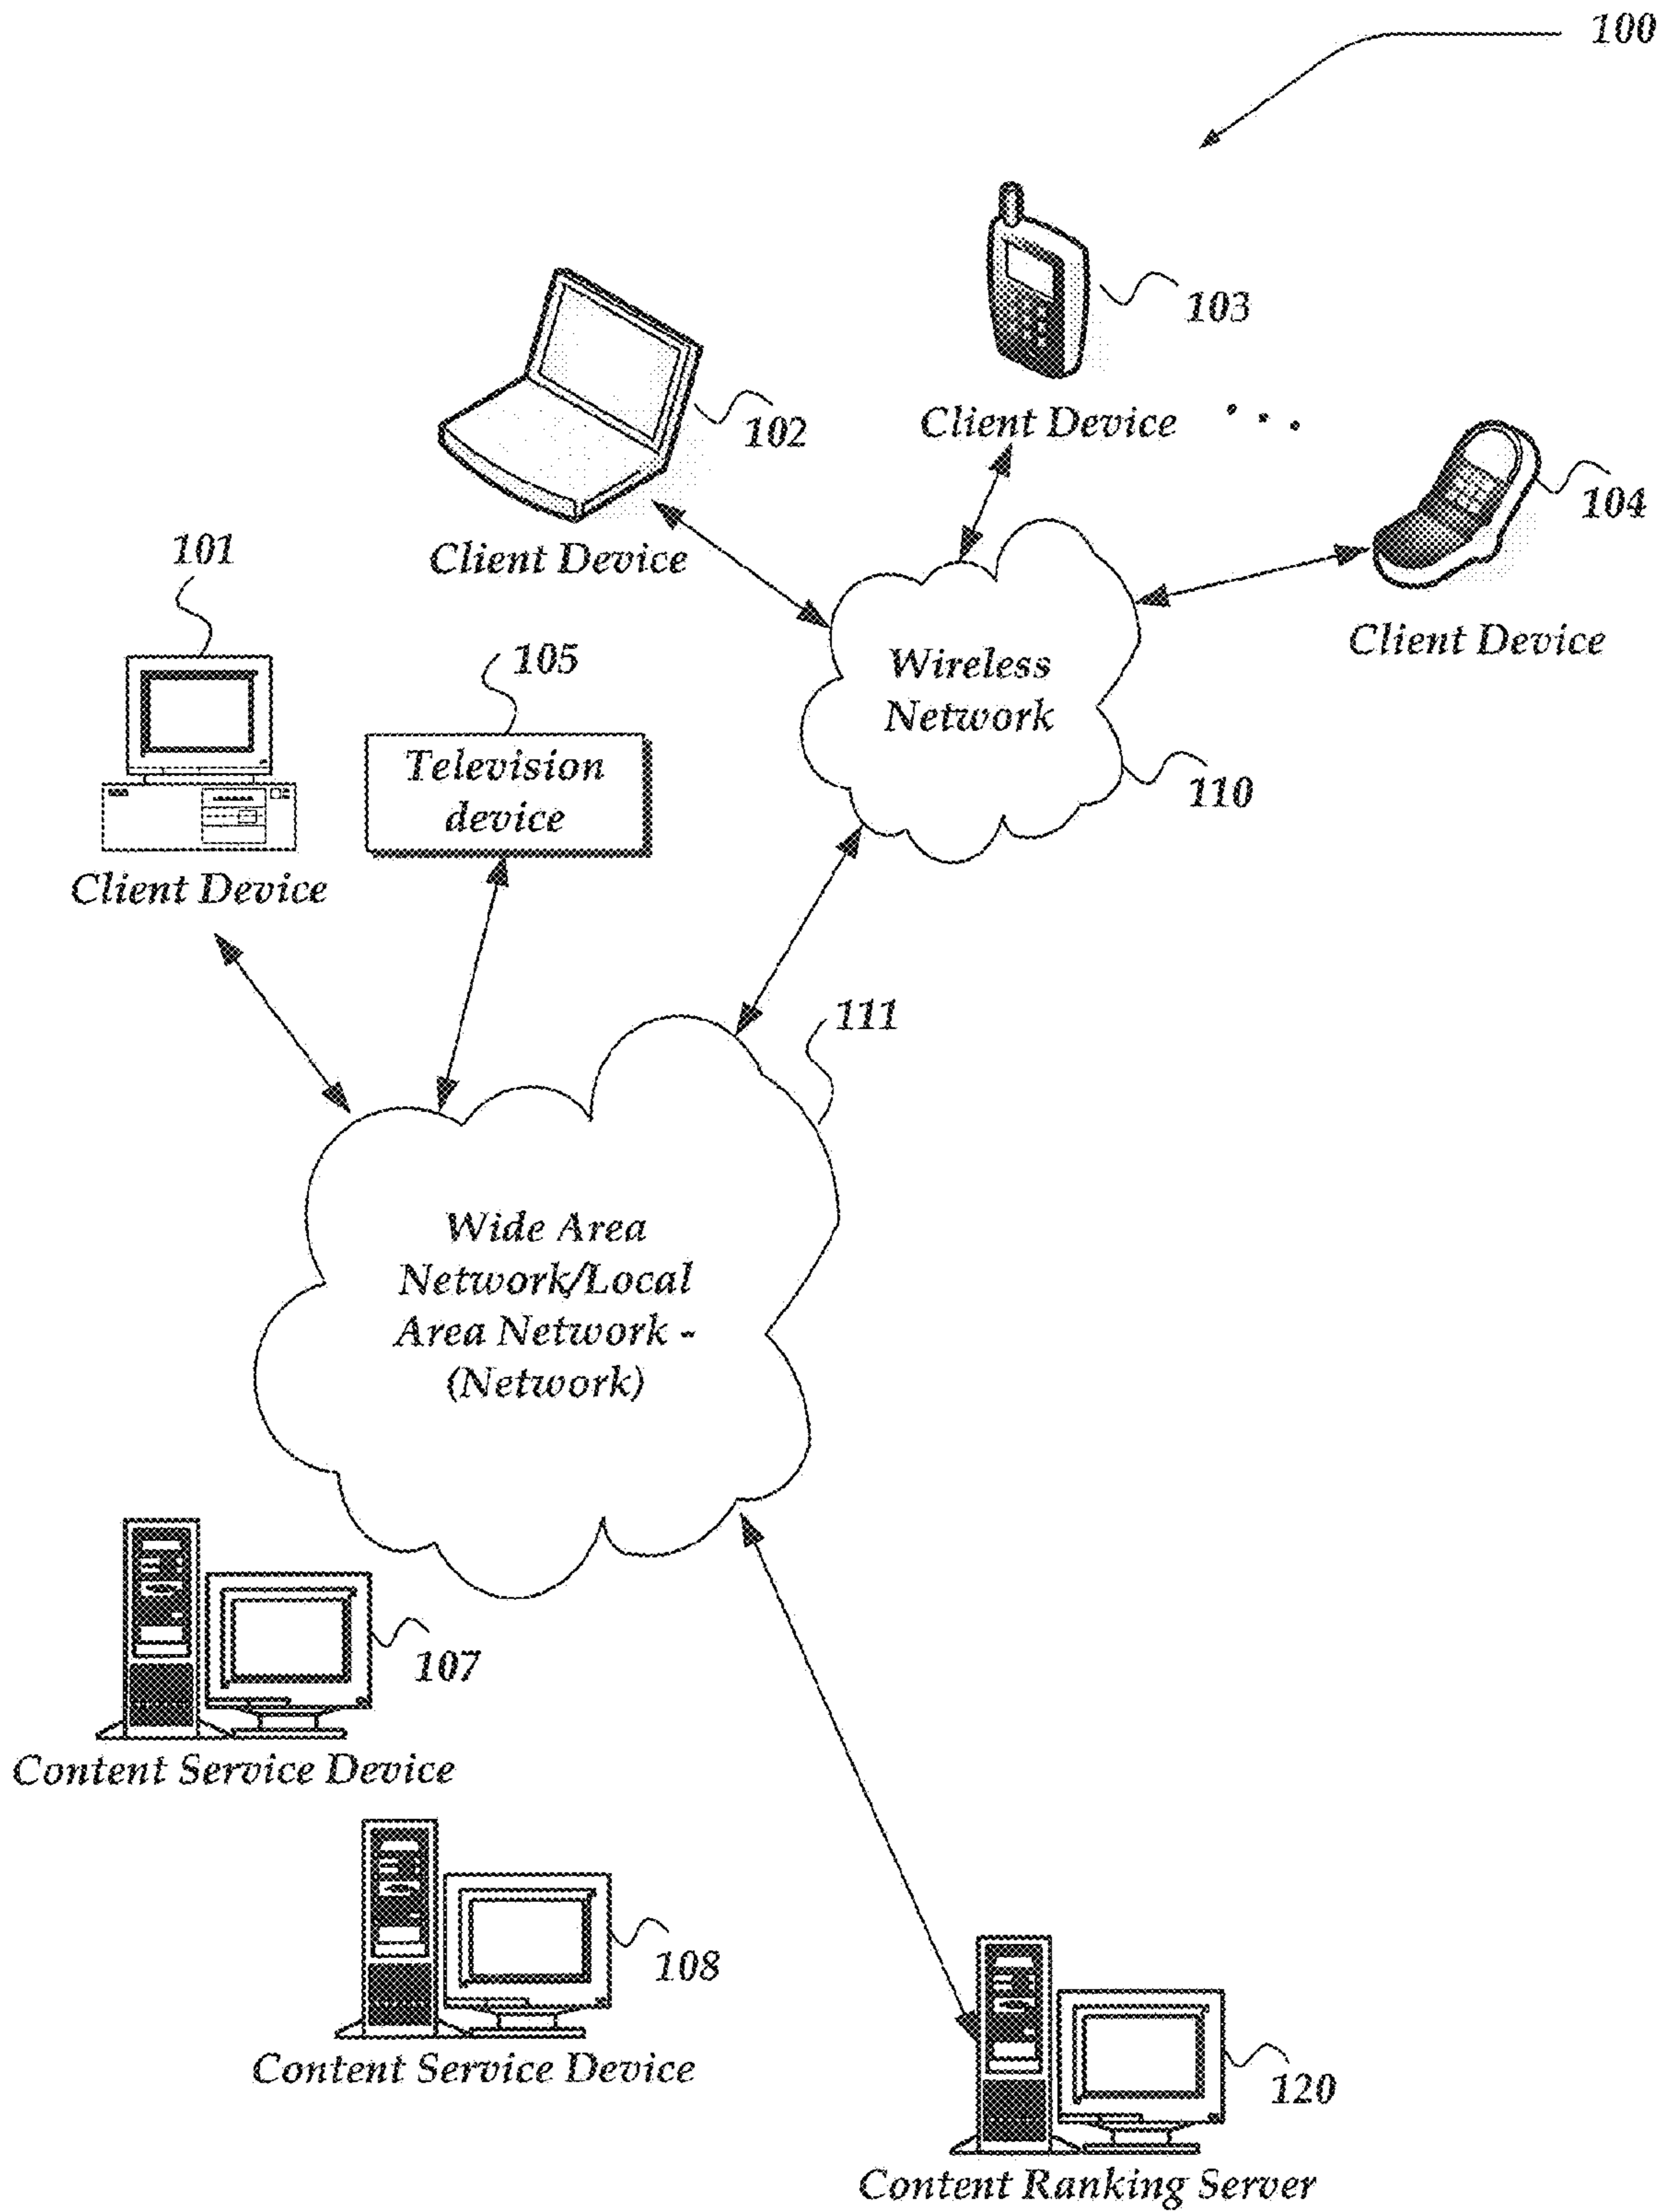 100
103
Client Device
102
104
Client Device
101
Client Device
105
Wireless
Network
Television
device
110
Client Device
111
Wide Area
Network/Local
Area Network -
(Network)
107
Content Service Device
108
Content Service Device
120
Content Ranking Server